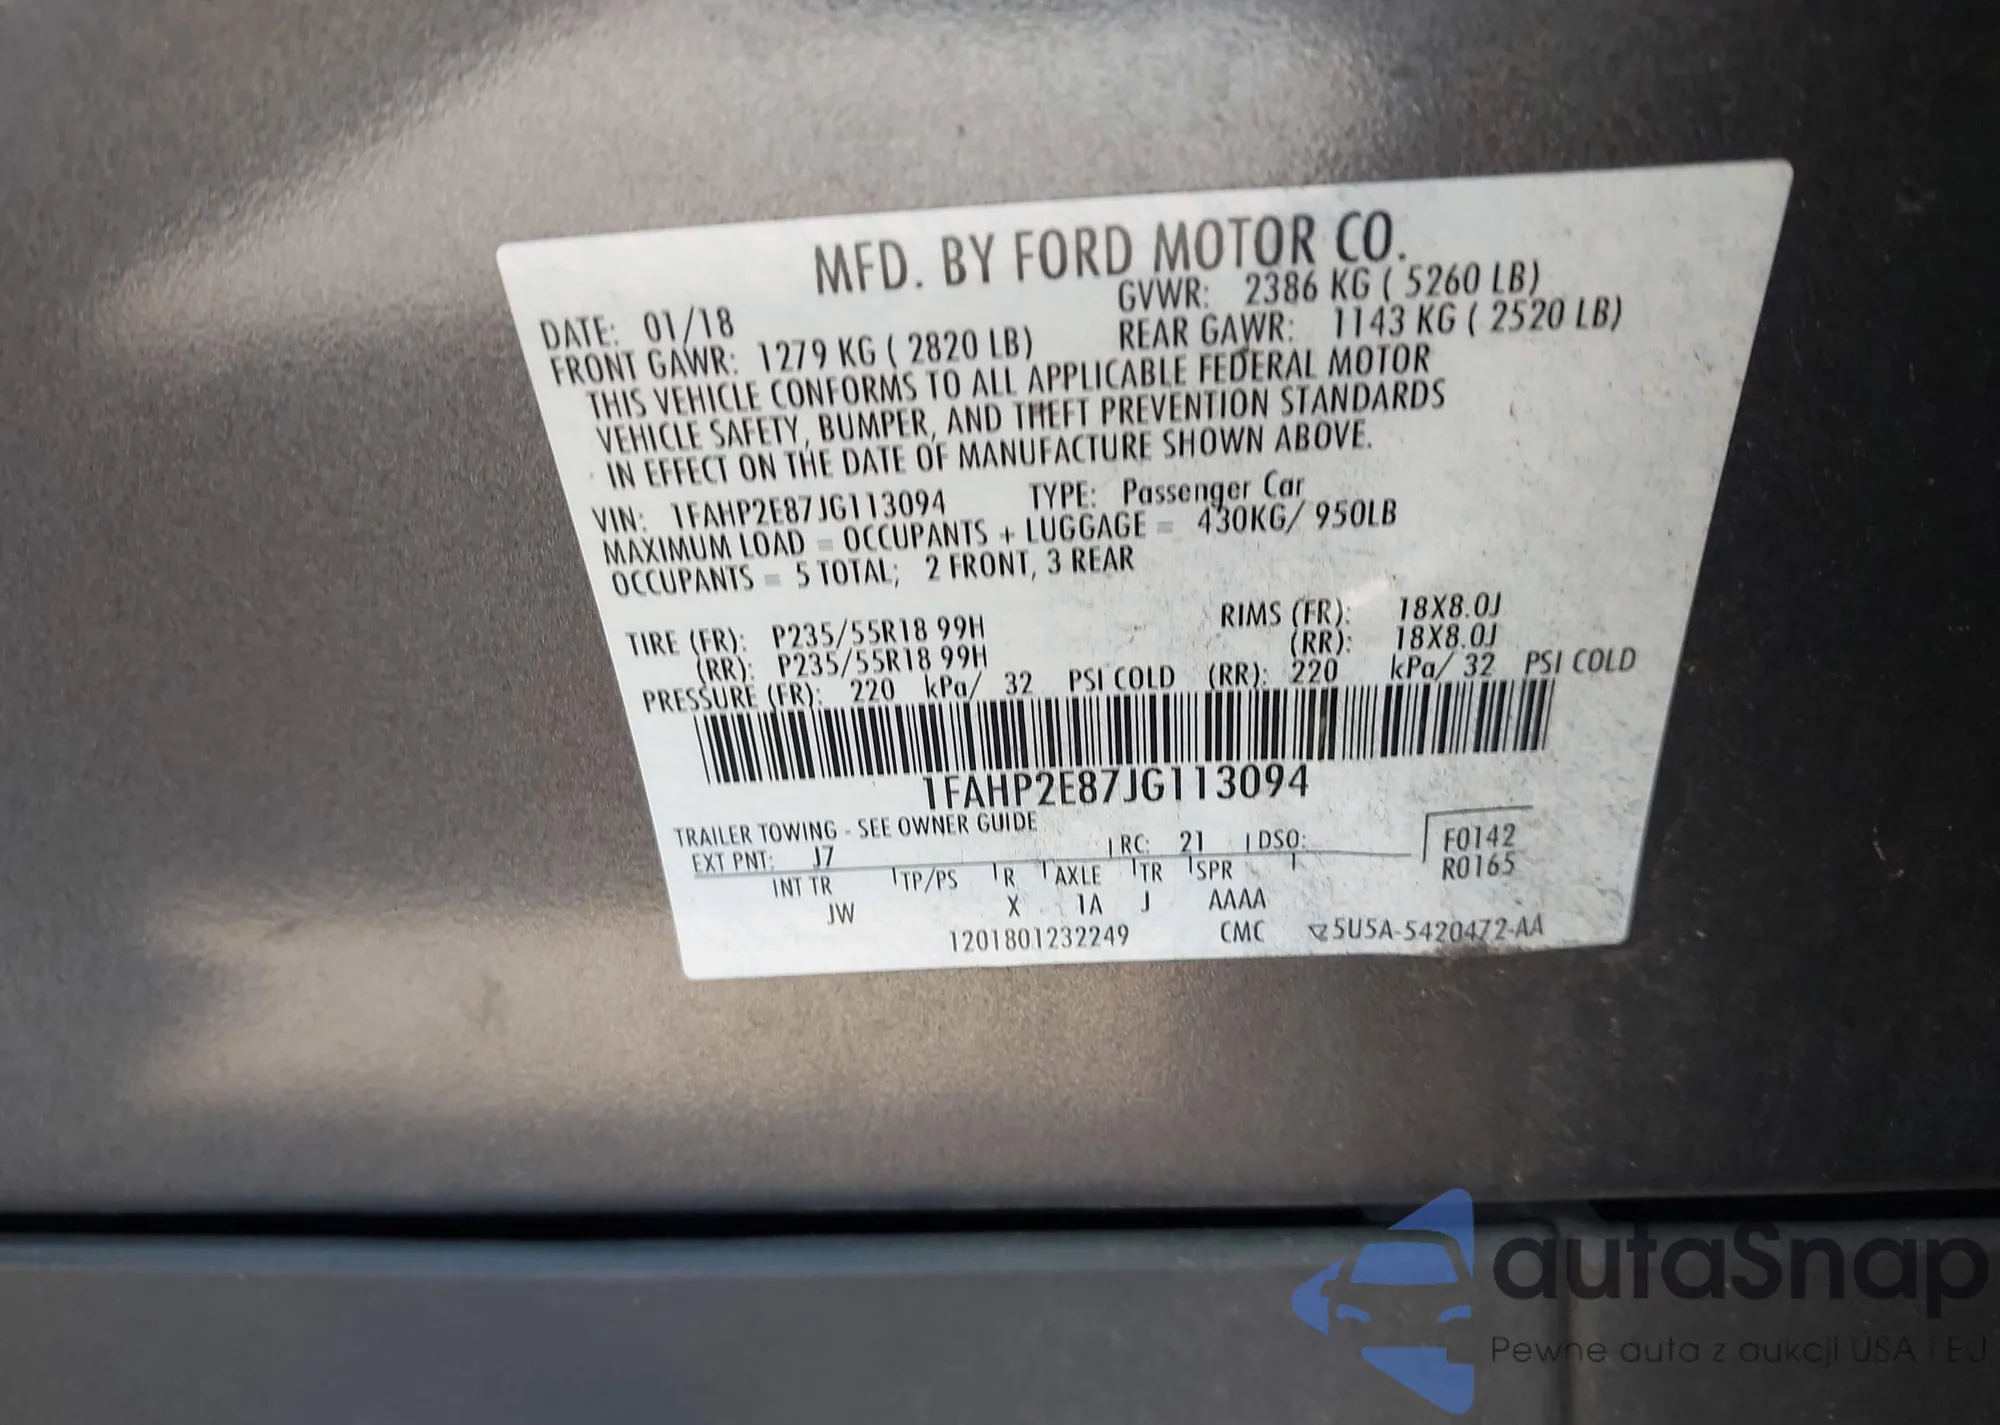 MFD. BY FORD MOTOR CO.
DATE: 01/18 GVWR: 2386 KG ( 5260 LB)
FRONT GAWR: 1279 KG ( 2820 LB) REAR GAWR: 1143 KG ( 2520 LB)
THIS VEHICLE CONFORMS TO ALL APPLICABLE FEDERAL MOTOR
VEHICLE SAFETY, BUMPER, AND THEFT PREVENTION STANDARDS
IN EFFECT ON THE DATE OF MANUFACTURE SHOWN ABOVE.
VIN: 1FAHP2E87JG113094 TYPE: Passenger Car
MAXIMUM LOAD = OCCUPANTS + LUGGAGE = 430KG/ 950LB
OCCUPANTS = 5 TOTAL; 2 FRONT, 3 REAR
TIRE (FR): P235/55R18 99H RIMS (FR): 18X8.0J
(RR): P235/55R18 99H (RR): 18X8.0J
PRESSURE (FR): 220 kPa/ 32 PSI COLD (RR): 220 kPa/ 32 PSI COLD
1FAHP2E87JG113094
TRAILER TOWING - SEE OWNER GUIDE
EXT PNT: J7 RC: 21 DSO: F0142
INT TR TP/PS R AXLE TR SPR R0165
JW X 1A J AAAA
1201801232249 CMC 5U5A-5420472-AA
autaSnap
Pewne auta z aukcji USA i EU